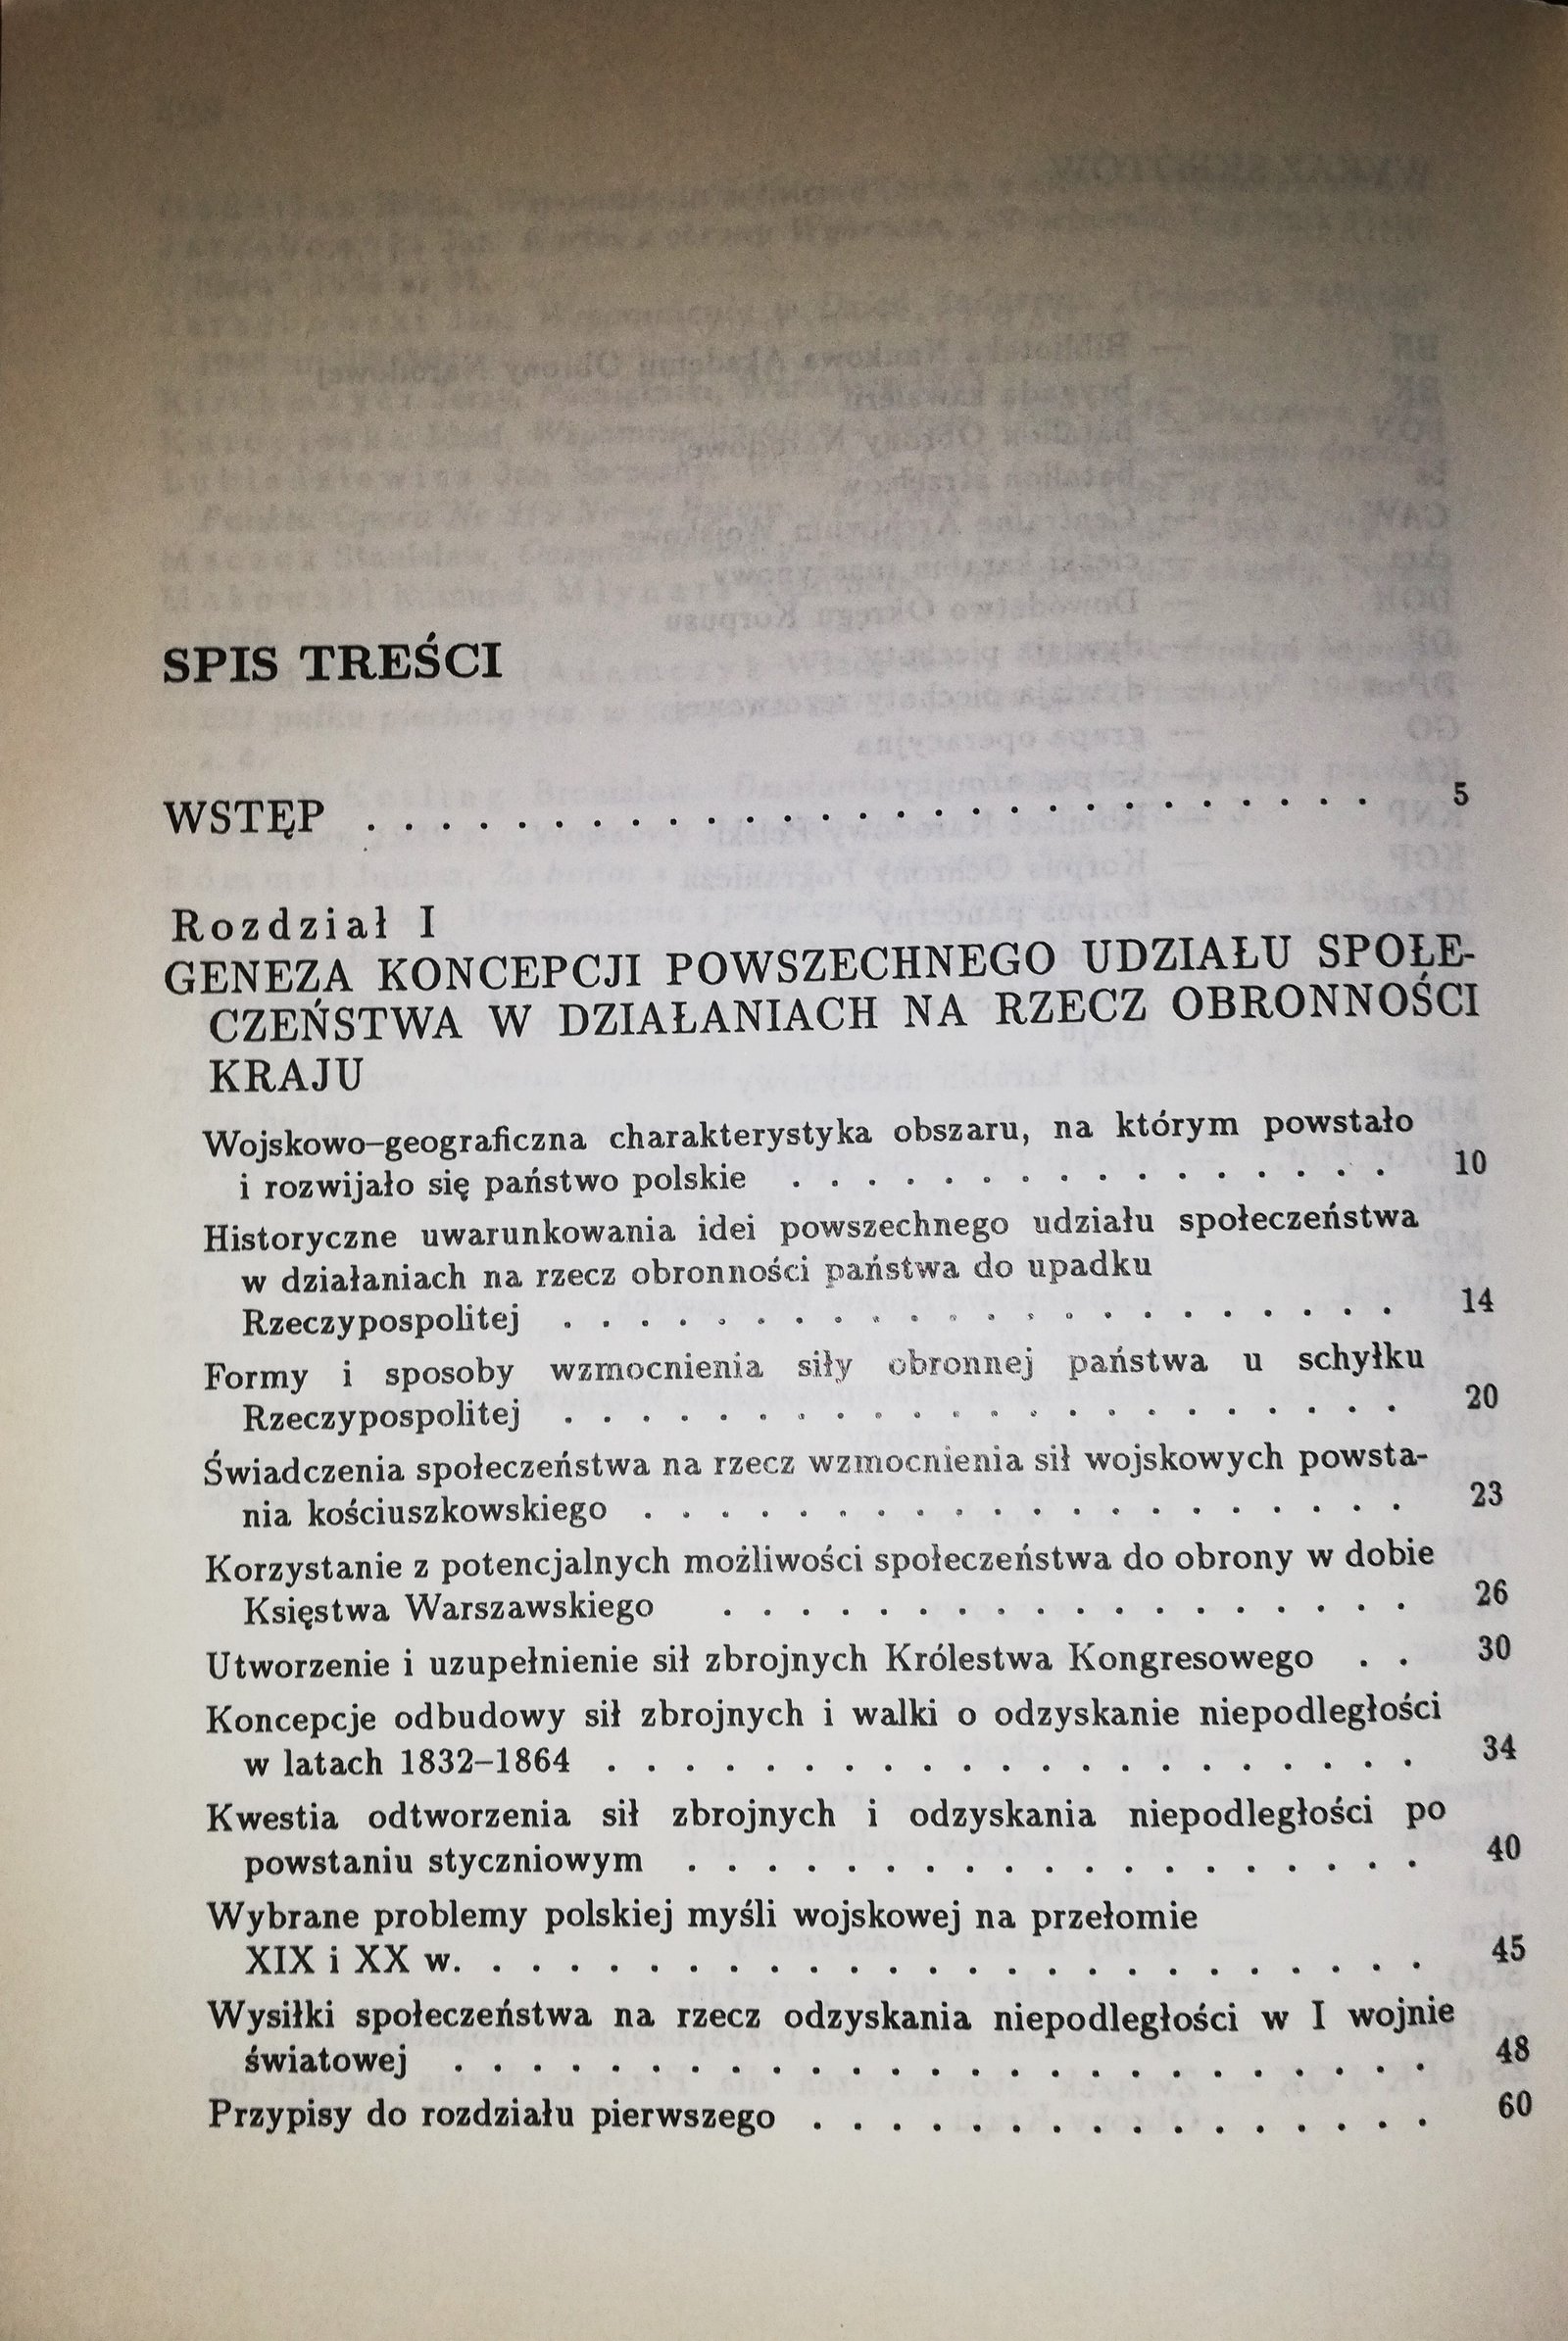 SPIS TREŚCI
WSTĘP . . . . . . . . . . . . . . . . . . . . . . . . . . . 5
Rozdział I
GENEZA KONCEPCJI POWSZECHNEGO UDZIAŁU SPOŁE-
CZEŃSTWA W DZIAŁANIACH NA RZECZ OBRONNOŚCI
KRAJU
Wojskowo–geograficzna charakterystyka obszaru, na którym powstało
i rozwijało się państwo polskie . . . . . . . . . . . . . . . . 10
Historyczne uwarunkowania idei powszechnego udziału społeczeństwa
w działaniach na rzecz obronności państwa do upadku
Rzeczypospolitej . . . . . . . . . . . . . . . . . . . . . . 14
Formy i sposoby wzmocnienia siły obronnej państwa u schyłku
Rzeczypospolitej . . . . . . . . . . . . . . . . . . . . . . 20
Świadczenia społeczeństwa na rzecz wzmocnienia sił wojskowych powsta-
nia kościuszkowskiego . . . . . . . . . . . . . . . . . . . . 23
Korzystanie z potencjalnych możliwości społeczeństwa do obrony w dobie
Księstwa Warszawskiego . . . . . . . . . . . . . . . . . . 26
Utworzenie i uzupełnienie sił zbrojnych Królestwa Kongresowego . . 30
Koncepcje odbudowy sił zbrojnych i walki o odzyskanie niepodległości
w latach 1832–1864 . . . . . . . . . . . . . . . . . . . . . 34
Kwestia odtworzenia sił zbrojnych i odzyskania niepodległości po
powstaniu styczniowym . . . . . . . . . . . . . . . . . . . 40
Wybrane problemy polskiej myśli wojskowej na przełomie
XIX i XX w. . . . . . . . . . . . . . . . . . . . . . . . . 45
Wysiłki społeczeństwa na rzecz odzyskania niepodległości w I wojnie
światowej . . . . . . . . . . . . . . . . . . . . . . . . . 48
Przypisy do rozdziału pierwszego . . . . . . . . . . . . . . . . 60